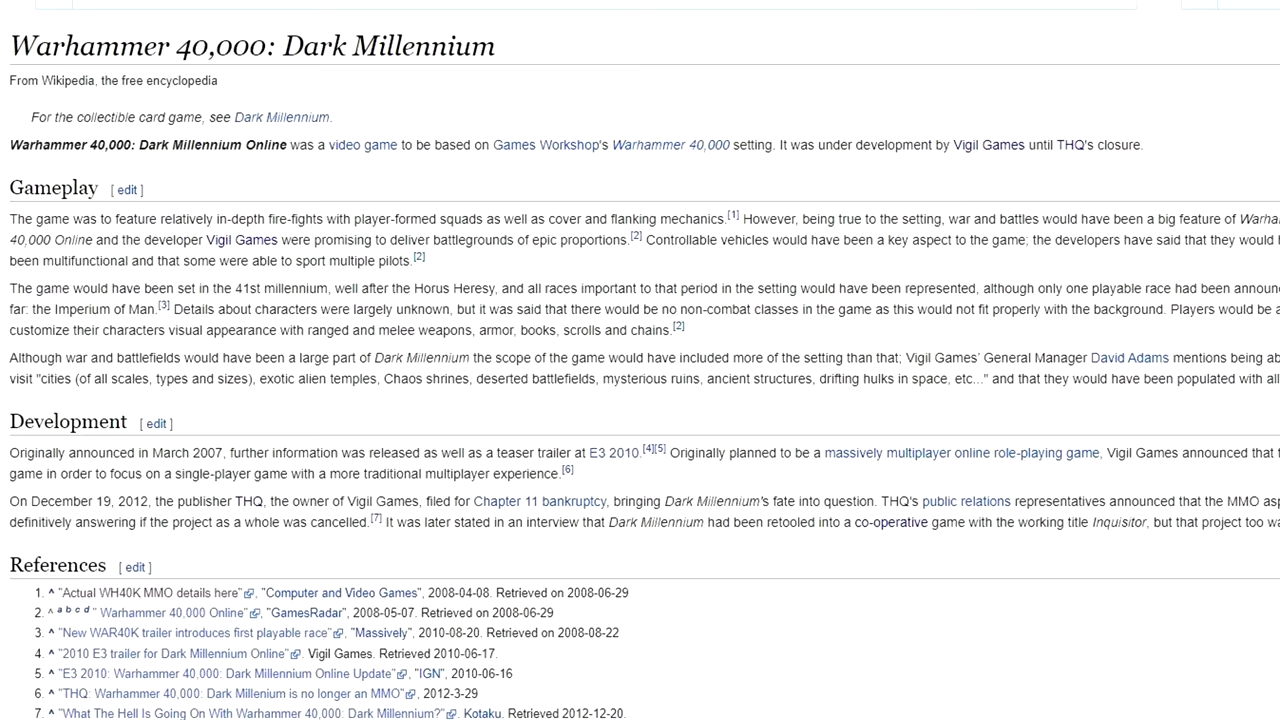 Warhammer 40,000: Dark Millennium
From Wikipedia, the free encyclopedia
For the collectible card game, see Dark Millennium.
Warhammer 40,000: Dark Millennium Online was a video game to be based on Games Workshop's Warhammer 40,000 setting. It was under development by Vigil Games until THQ's closure.
Gameplay [ edit ]
The game was to feature relatively in-depth fire-fights with player-formed squads as well as cover and flanking mechanics.[1] However, being true to the setting, war and battles would have been a big feature of
40,000 Online and the developer Vigil Games were promising to deliver battlegrounds of epic proportions.[2] Controllable vehicles would have been a key aspect to the game; the developers have said that they would
been multifunctional and that some were able to sport multiple pilots.[2]
The game would have been set in the 41st millennium, well after the Horus Heresy, and all races important to that period in the setting would have been represented, although only one playable race had been
far: the Imperium of Man.[3] Details about characters were largely unknown, but it was said that there would be no non-combat classes in the game as this would not fit properly with the background. Players would be
customize their characters visual appearance with ranged and melee weapons, armor, books, scrolls and chains.[2]
Although war and battlefields would have been a large part of Dark Millennium the scope of the game would have included more of the setting than that; Vigil Games' General Manager David Adams mentions being
visit "cities (of all scales, types and sizes), exotic alien temples, Chaos shrines, deserted battlefields, mysterious ruins, ancient structures, drifting hulks in space, etc..." and that they would have been populated with all
Development [ edit ]
Originally announced in March 2007, further information was released as well as a teaser trailer at E3 2010.[4][5] Originally planned to be a massively multiplayer online role-playing game, Vigil Games announced that
game in order to focus on a single-player game with a more traditional multiplayer experience.[6]
On December 19, 2012, the publisher THQ, the owner of Vigil Games, filed for Chapter 11 bankruptcy, bringing Dark Millennium's fate into question. THQ's public relations representatives announced that the MMO
definitively answering if the project as a whole was cancelled.[7] It was later stated in an interview that Dark Millennium had been retooled into a co-operative game with the working title Inquisitor, but that project too
References [ edit ]
1. ^ "Actual WH40K MMO details here", "Computer and Video Games", 2008-04-08. Retrieved on 2008-06-29
2. ^ a b c d " Warhammer 40,000 Online", "GamesRadar", 2008-05-07. Retrieved on 2008-06-29
3. ^ "New WAR40K trailer introduces first playable race", "Massively", 2010-08-20. Retrieved on 2008-08-22
4. ^ "2010 E3 trailer for Dark Millennium Online". Vigil Games. Retrieved 2010-06-17.
5. ^ "E3 2010: Warhammer 40,000: Dark Millennium Online Update", "IGN", 2010-06-16
6. ^ "THQ: Warhammer 40,000: Dark Millenium is no longer an MMO", 2012-3-29
7. ^ "What The Hell Is Going On With Warhammer 40,000: Dark Millennium?". Kotaku. Retrieved 2012-12-20.